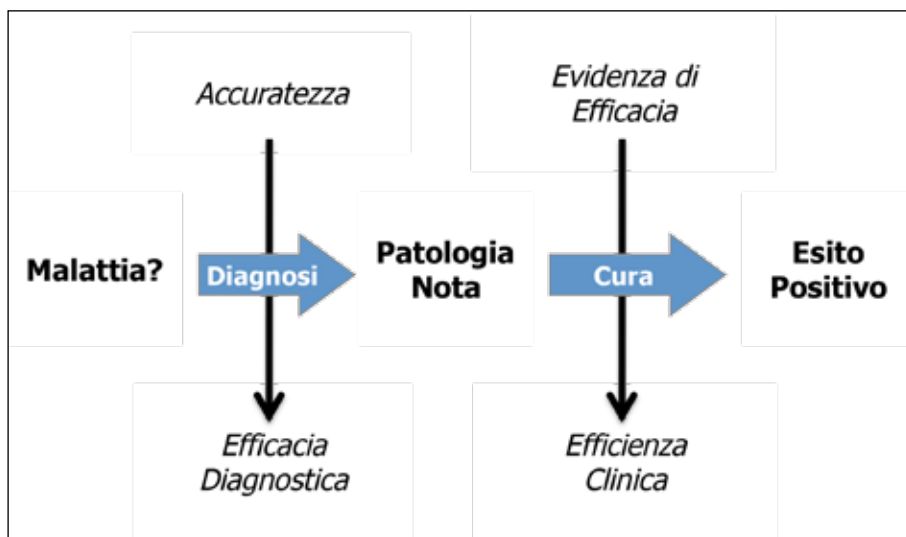 Accuratezza
Evidenza di
Efficacia
Malattia?
Diagnosi
Patologia
Nota
Cura
Esito
Positivo
Efficacia
Diagnostica
Efficienza
Clinica